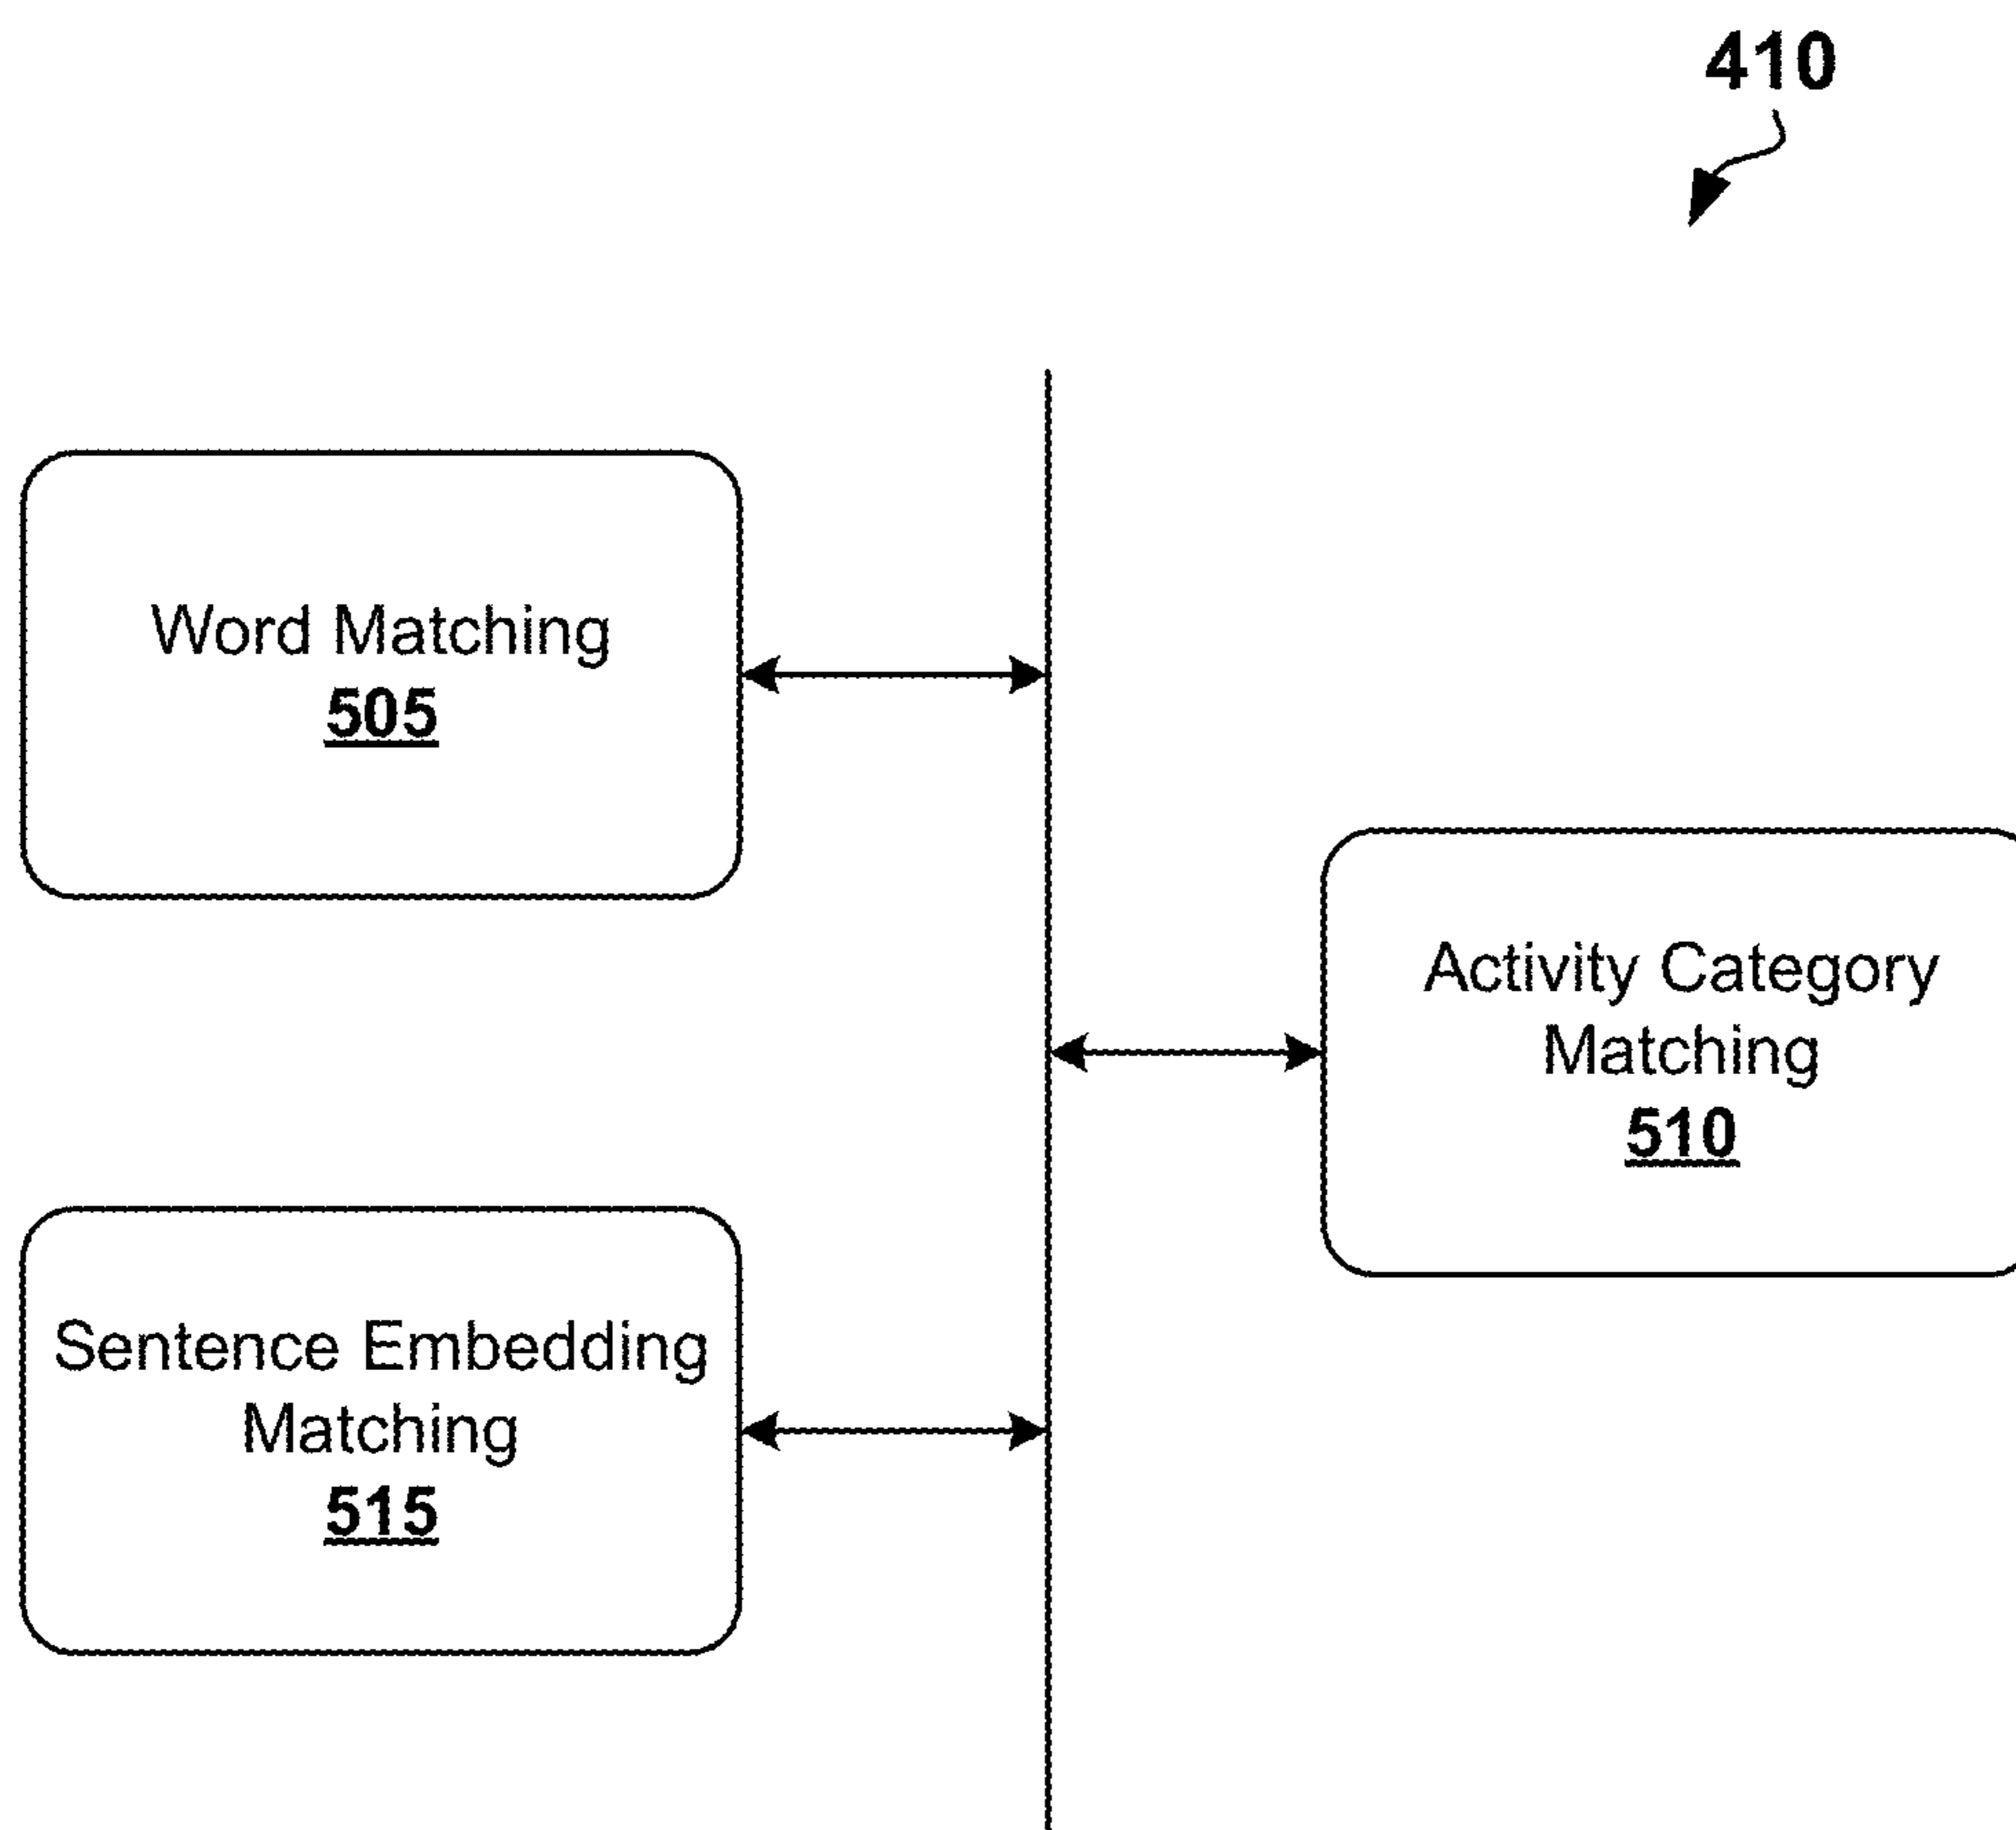 410
Word Matching
505
Activity Category
Matching
510
Sentence Embedding
Matching
515